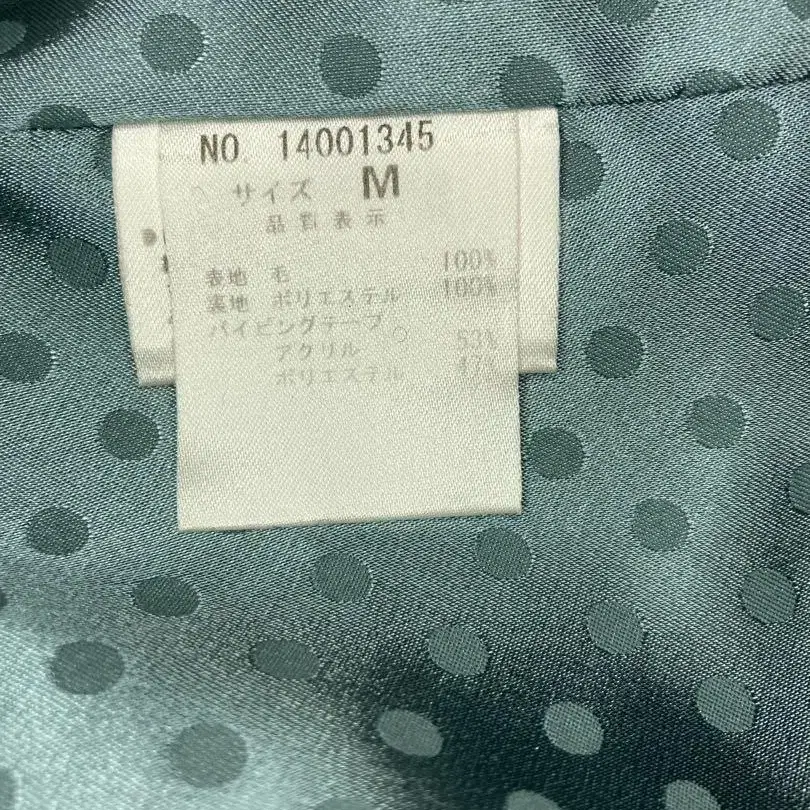 NO. 14001345
サイズ M
品質表示
表地 毛 100%
裏地 ポリエステル 100%
パイピングテープ
アクリル 53%
ポリエステル 47%